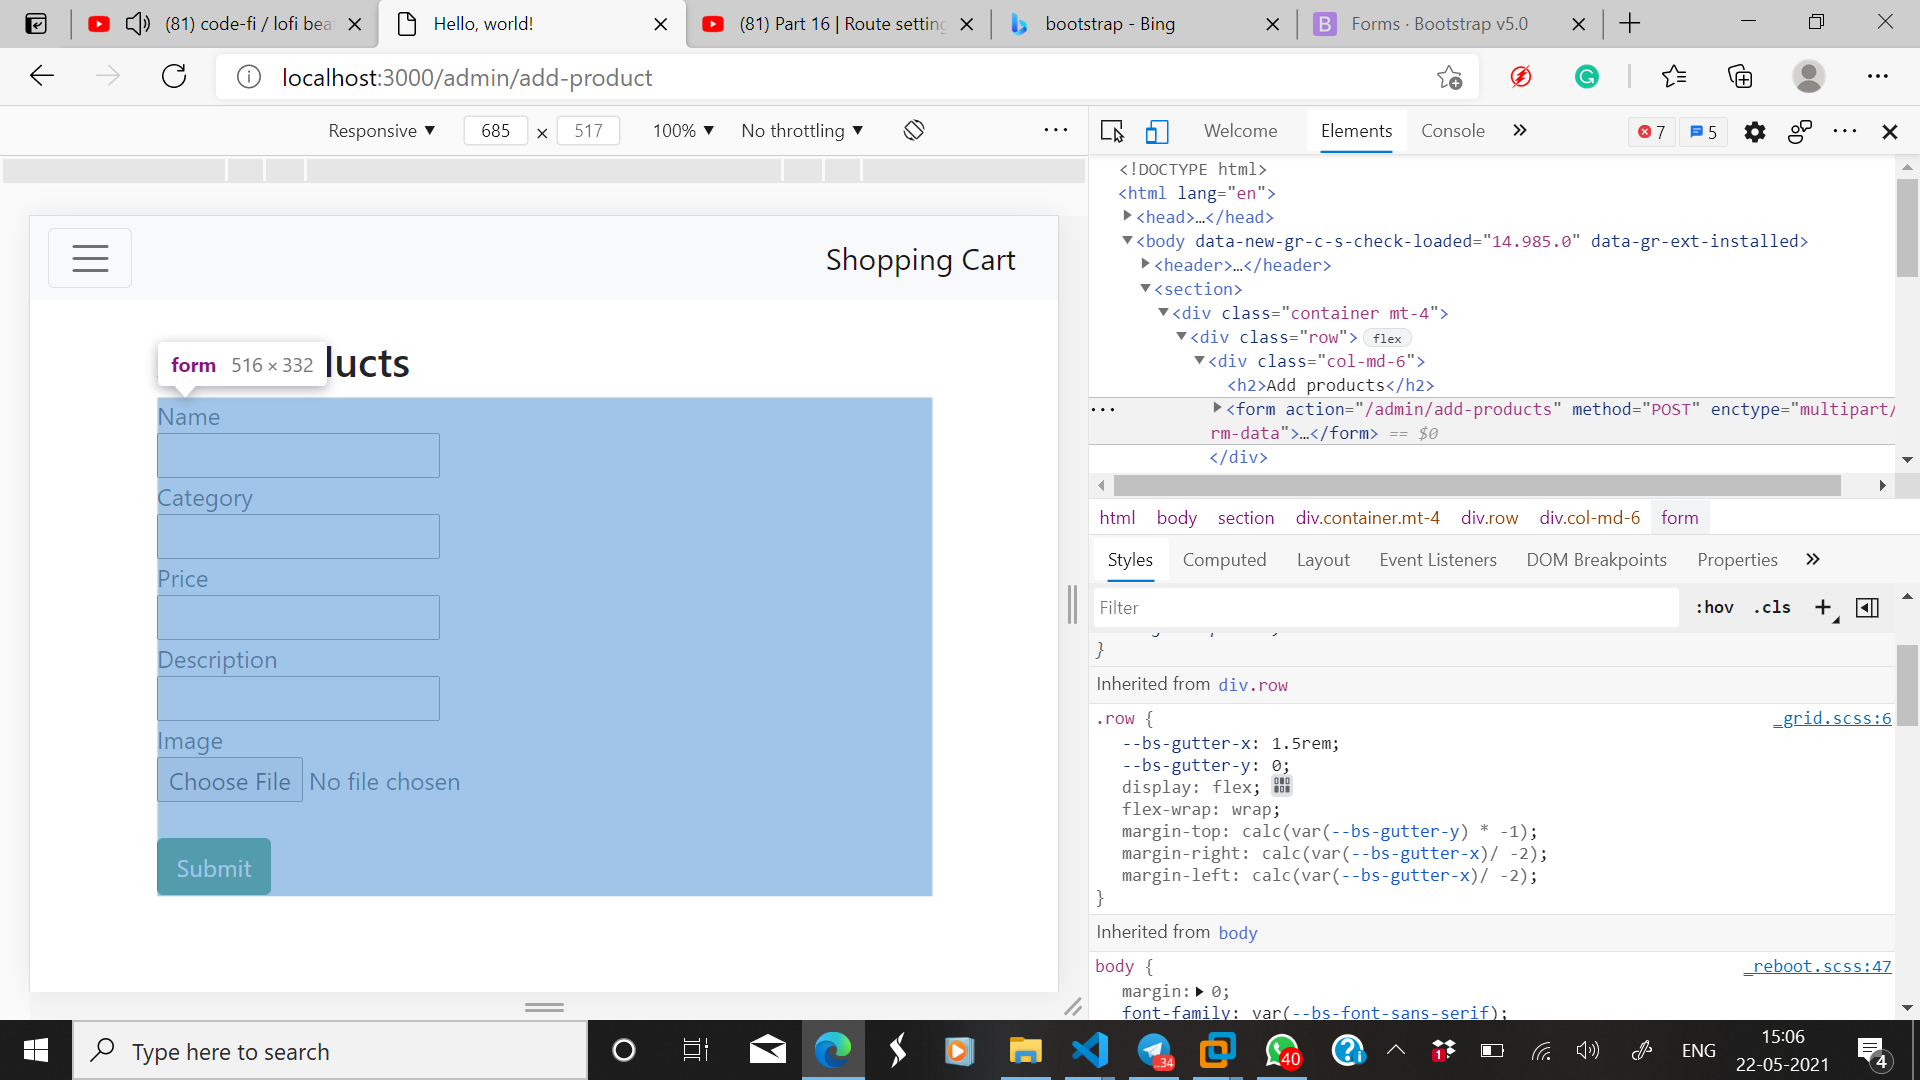 (81) code-fi / lofi bea
Hello, world!
(81) Part 16 | Route setting
bootstrap - Bing
Forms · Bootstrap v5.0
localhost:3000/admin/add-product
Responsive ▼ 685 × 517 100% ▼ No throttling ▼
Welcome Elements Console » 7 5
Shopping Cart
form 516 × 332
ducts
Name
Category
Price
Description
Image
Choose File No file chosen
Submit
<!DOCTYPE html>
<html lang="en">
<head>…</head>
<body data-new-gr-c-s-check-loaded="14.985.0" data-gr-ext-installed>
<header>…</header>
<section>
<div class="container mt-4">
<div class="row"> flex
<div class="col-md-6">
<h2>Add products</h2>
<form action="/admin/add-products" method="POST" enctype="multipart/
rm-data">…</form> == $0
</div>
html body section div.container.mt-4 div.row div.col-md-6 form
Styles Computed Layout Event Listeners DOM Breakpoints Properties »
Filter :hov .cls +
}
Inherited from div.row
.row { _grid.scss:6
--bs-gutter-x: 1.5rem;
--bs-gutter-y: 0;
display: flex;
flex-wrap: wrap;
margin-top: calc(var(--bs-gutter-y) * -1);
margin-right: calc(var(--bs-gutter-x)/ -2);
margin-left: calc(var(--bs-gutter-x)/ -2);
}
Inherited from body
body { _reboot.scss:47
margin: 0;
font-family: var(--bs-font-sans-serif);
Type here to search
..34
40
1
ENG
15:06
22-05-2021
4